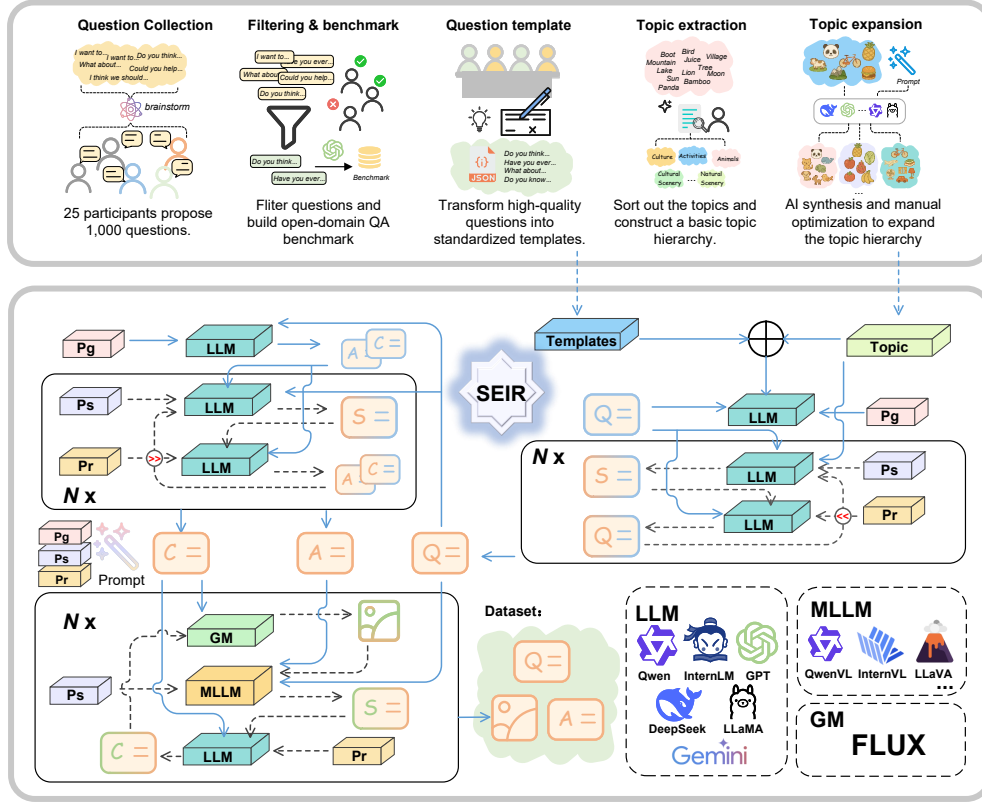 Question Collection
I want to...
I want to...
Do you think...
What about...
Could you help...
I think we should...
brainstorm
25 participants propose
1,000 questions.
Filtering & benchmark
I want to...
ve you ever...
What about
Could you help...
Do you think...
Do you think...
Have you ever...
Benchmark
Fliter questions and
build open-domain QA
benchmark
Question template
{i}
JSON
Do you think...
Have you ever...
What about...
Do you know...
Transform high-quality
questions into
standardized templates.
Topic extraction
Boot
Bird
Village
Mountain
Juice
Lake
Tree
Lion
Moon
Sun
Bamboo
Panda
Culture
Activities
Animals
Cultural
Scenery
...
Natural
Scenery
Sort out the topics and
construct a basic topic
hierarchy.
Topic expansion
Prompt
...
AI synthesis and manual
optimization to expand
the topic hierarchy
Pg
LLM
A =
C =
Ps
LLM
S =
Pr
>>
LLM
A =
C =
N x
SEIR
Templates
Topic
Q =
LLM
Pg
N x
S =
LLM
Ps
Q =
LLM
<<
Pr
Pg
Ps
Pr
Prompt
C =
A =
Q =
N x
GM
Ps
MLLM
S =
C =
LLM
Pr
Dataset:
Q =
A =
LLM
Qwen
InternLM
GPT
DeepSeek
LLaMA
Gemini
MLLM
QwenVL
InternVL
LLaVA
...
GM
FLUX